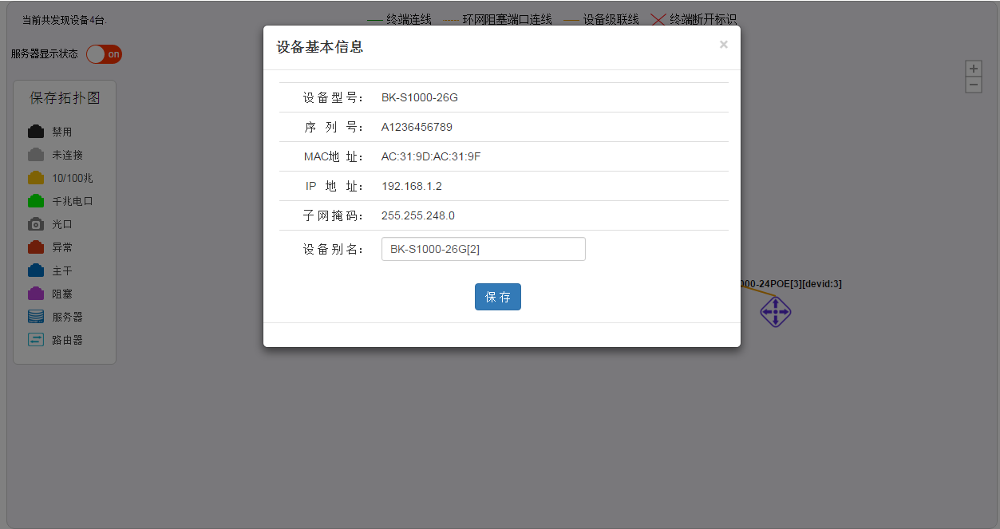 当前共发现设备4台.
终端连线 环网阻塞端口连线 设备级联线 终端断开标识
服务器显示状态 on
保存拓扑图
禁用
未连接
10/100兆
千兆电口
光口
异常
主干
阻塞
服务器
路由器
设备基本信息 ×
设备型号: BK-S1000-26G
序列号: A1236456789
MAC地址: AC:31:9D:AC:31:9F
IP地址: 192.168.1.2
子网掩码: 255.255.248.0
设备别名: BK-S1000-26G[2]
保存
+
−
000-24POE[3][devid:3]